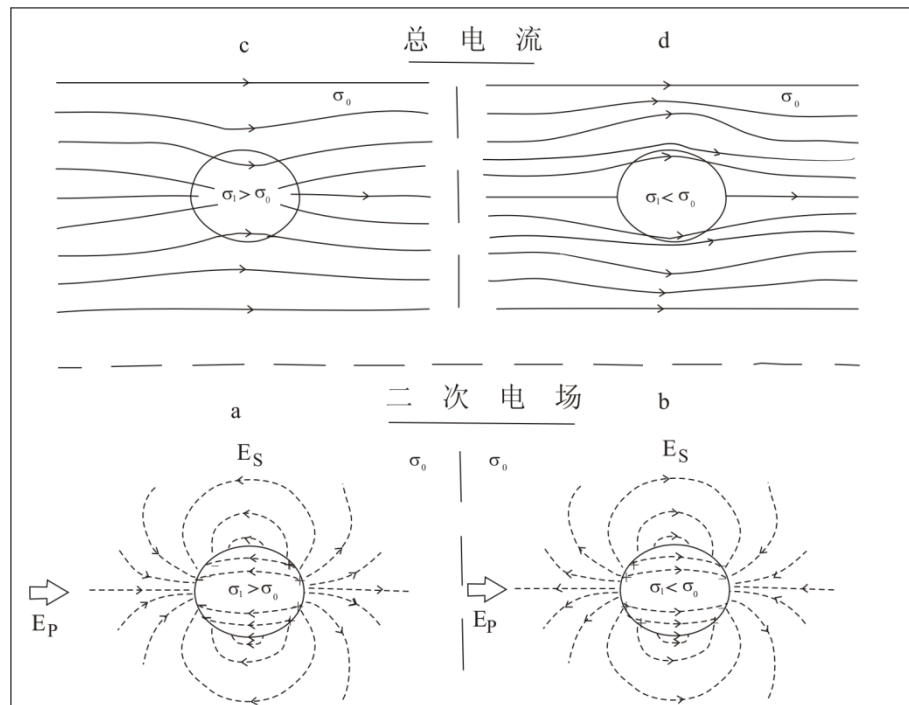 c 总 电 流 d
σ₀ σ₀
σ₁ > σ₀ σ₁ < σ₀
a 二 次 电 场 b
E_S σ₀ σ₀ E_S
σ₁ > σ₀ σ₁ < σ₀
E_P E_P